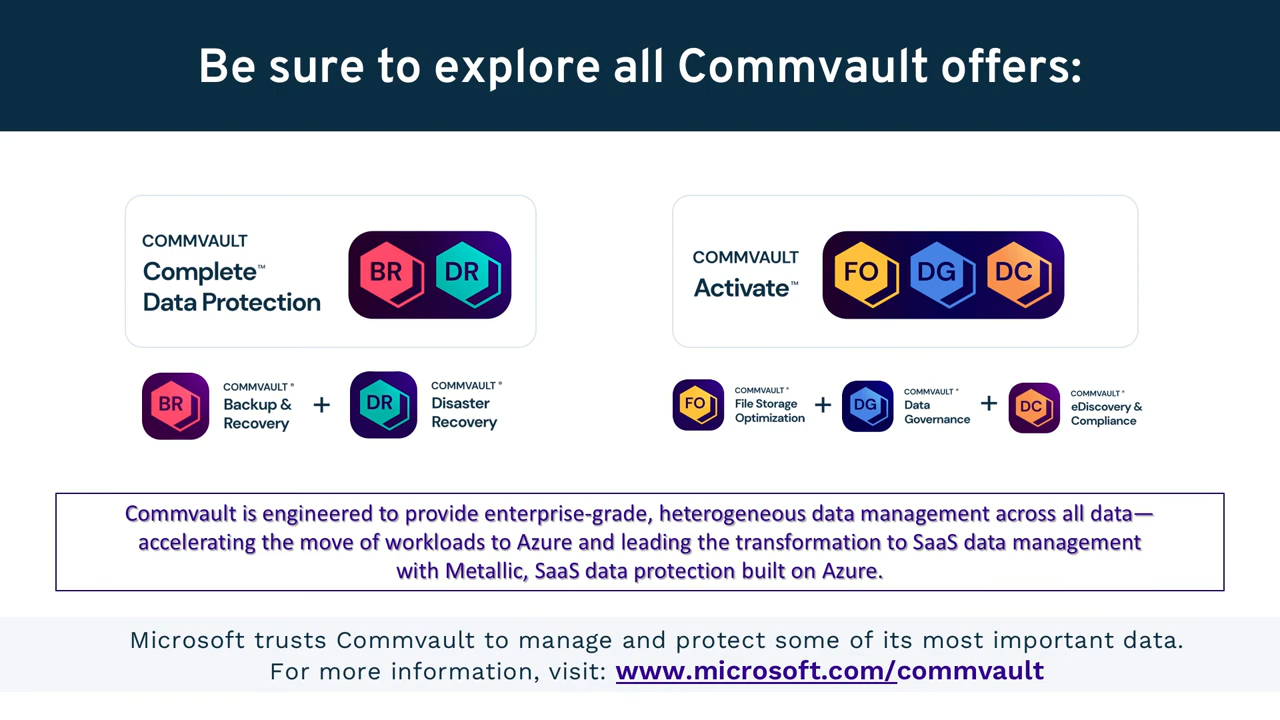 Be sure to explore all Commvault offers:
COMMVAULT
Complete™
Data Protection
BR DR
COMMVAULT
Activate™
FO DG DC
BR
COMMVAULT®
Backup &
Recovery
+
DR
COMMVAULT®
Disaster
Recovery
FO
COMMVAULT®
File Storage
Optimization
+
DG
COMMVAULT®
Data
Governance
+
DC
COMMVAULT®
eDiscovery &
Compliance
Commvault is engineered to provide enterprise-grade, heterogeneous data management across all data—
accelerating the move of workloads to Azure and leading the transformation to SaaS data management
with Metallic, SaaS data protection built on Azure.
Microsoft trusts Commvault to manage and protect some of its most important data.
For more information, visit: www.microsoft.com/commvault